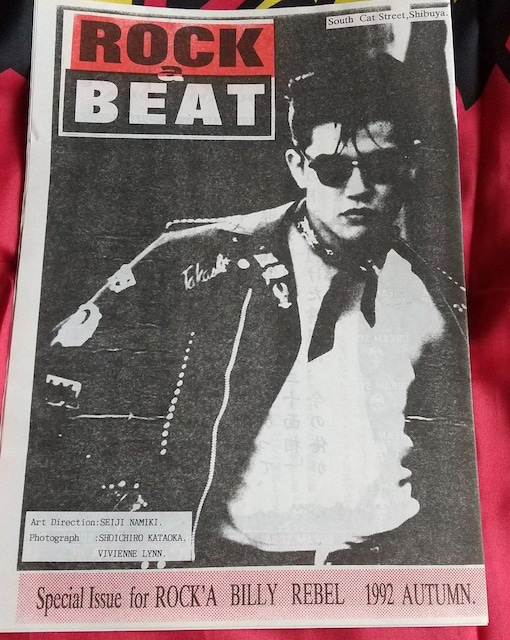 South Cat Street,Shibuya.
ROCK
a
BEAT
Takashi
Art Direction:SEIJI NAMIKI.
Photograph :SHOICHIRO KATAOKA.
VIVIENNE LYNN.
Special Issue for ROCK'A BILLY REBEL 1992 AUTUMN.